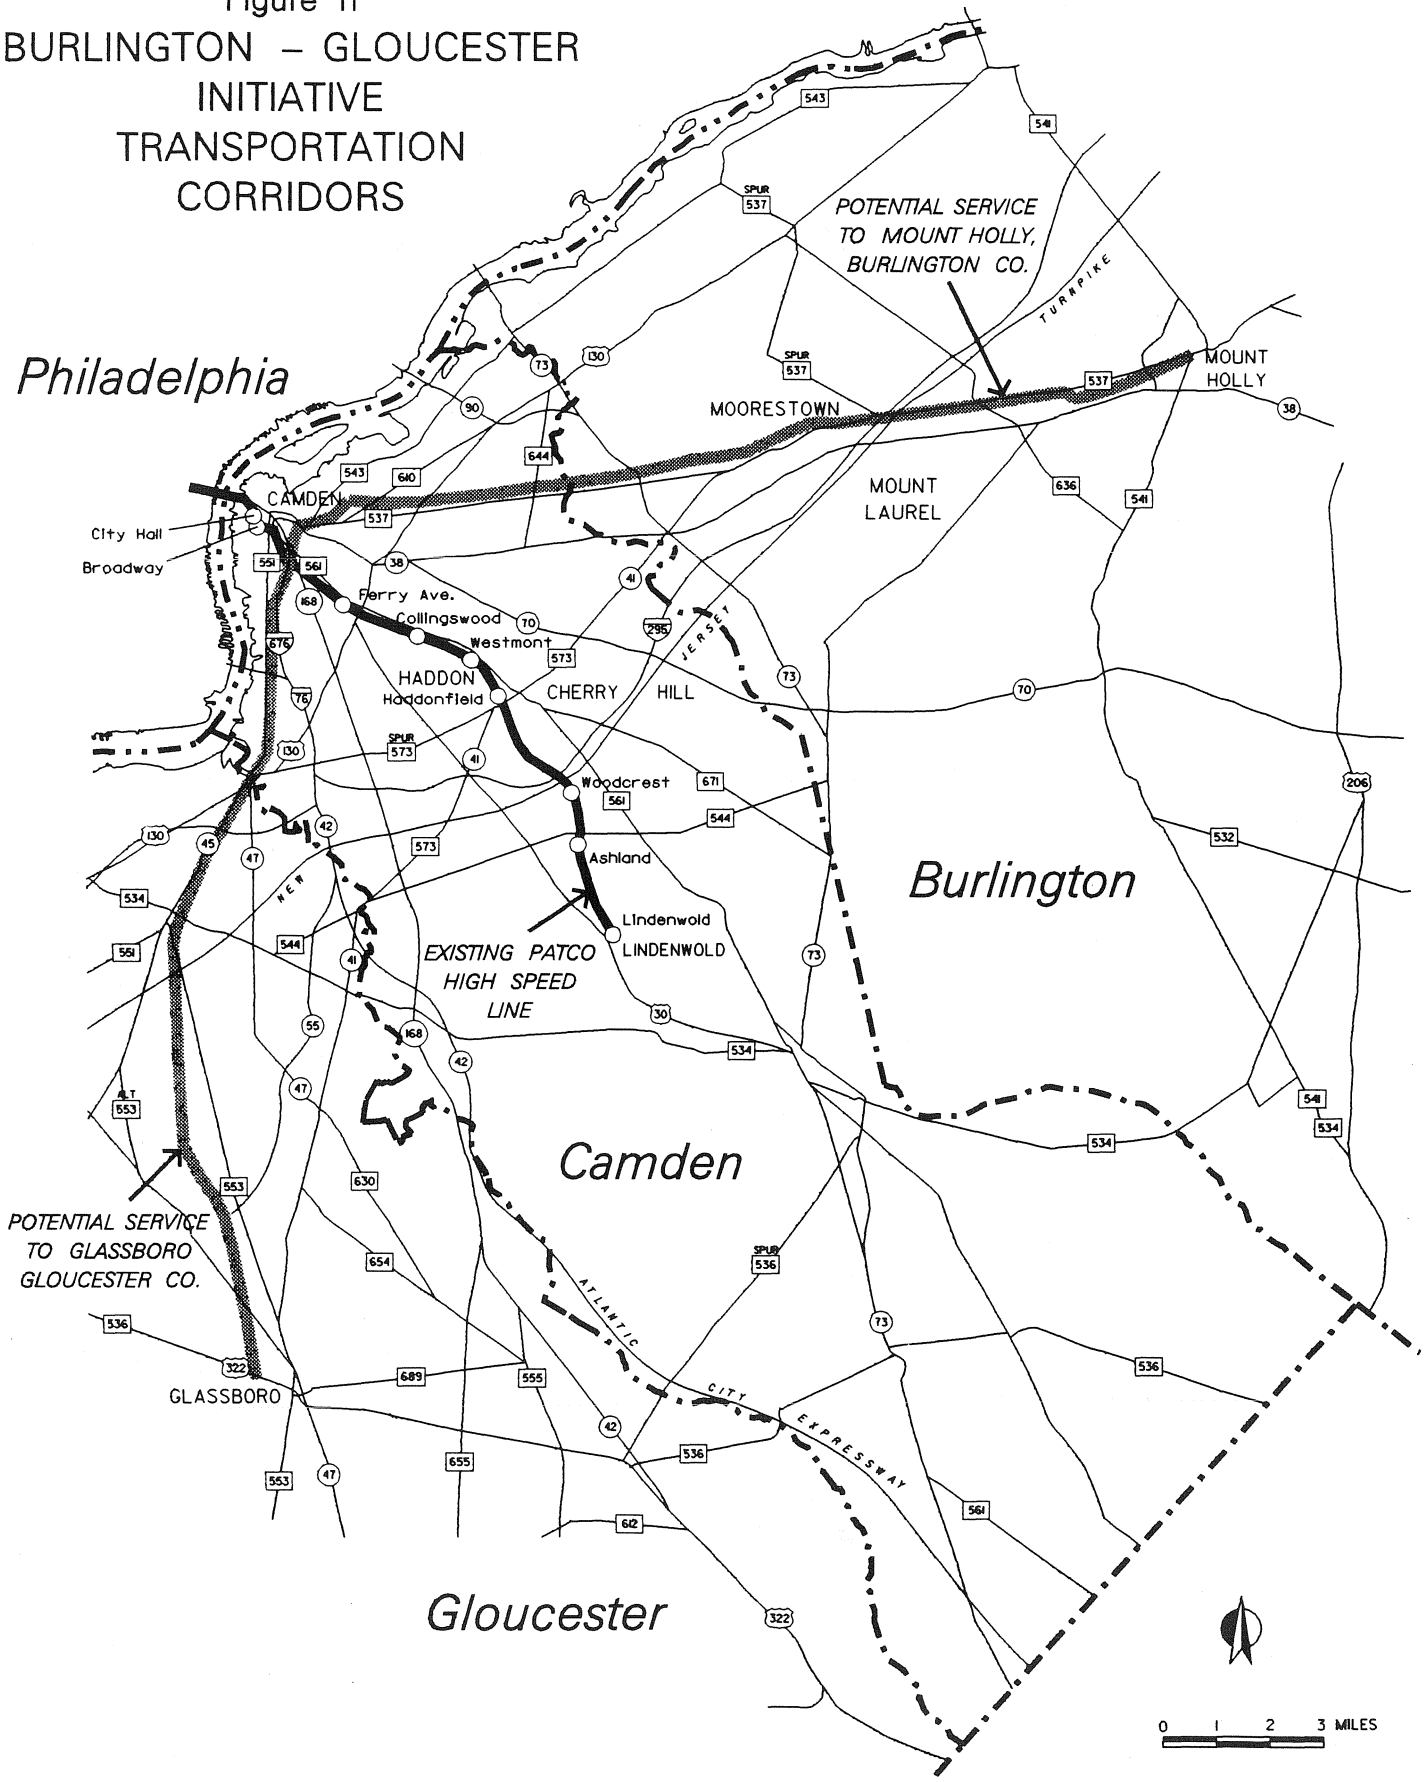 Figure 11
BURLINGTON – GLOUCESTER
INITIATIVE
TRANSPORTATION
CORRIDORS
543
541
SPUR
537
POTENTIAL SERVICE
TO MOUNT HOLLY,
BURLINGTON CO.
TURNPIKE
Philadelphia
73
130
SPUR
537
537
MOUNT
HOLLY
90
MOORESTOWN
38
644
543
610
CAMDEN
537
MOUNT
LAUREL
636
541
City Hall
Broadway
551
561
38
168
Ferry Ave.
41
Collingswood
70
295
JERSEY
676
Westmont
573
HADDON
Haddonfield
CHERRY HILL
73
70
76
130
SPUR
573
41
Woodcrest
671
561
206
544
130
45
42
47
573
Ashland
532
Burlington
NEW
534
Lindenwold
LINDENWOLD
551
544
41
EXISTING PATCO
HIGH SPEED
LINE
73
30
55
168
534
42
47
ALT
553
541
534
534
Camden
630
553
POTENTIAL SERVICE
TO GLASSBORO
GLOUCESTER CO.
654
SPUR
536
ATLANTIC
536
73
322
689
555
536
GLASSBORO
CITY
EXPRESSWAY
42
536
655
553
47
561
612
Gloucester
322
0 1 2 3 MILES